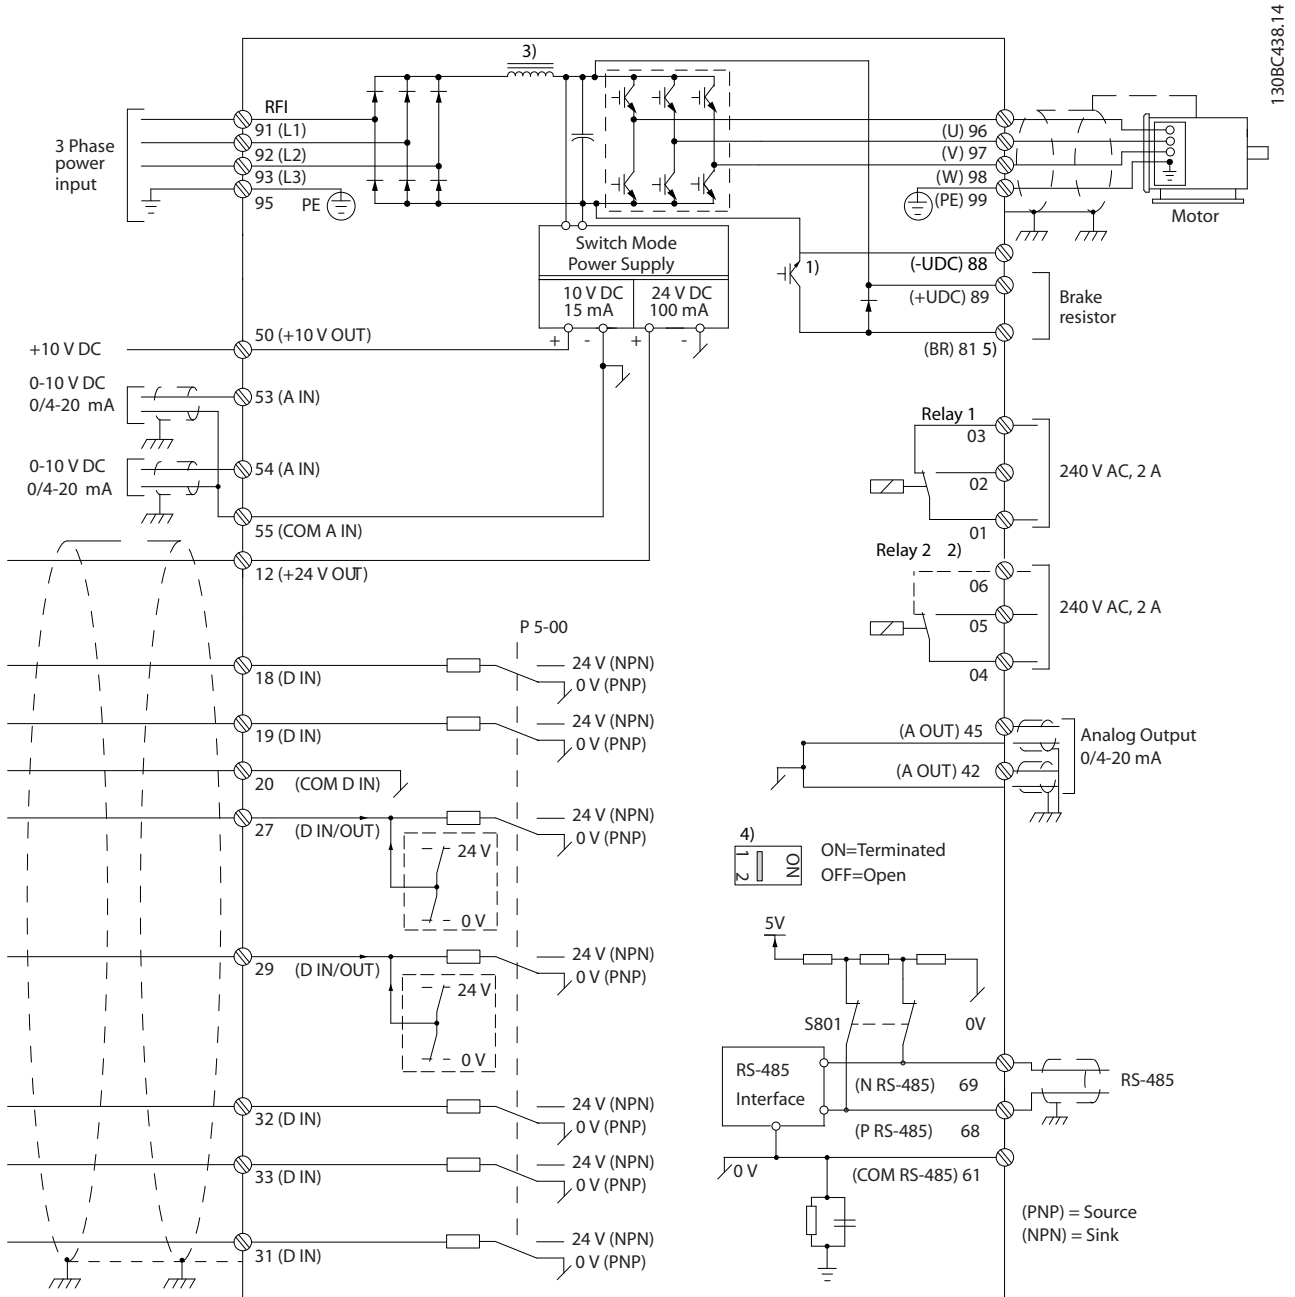 130BC438.14
3)
3 Phase
power
input
RFI
91 (L1)
92 (L2)
93 (L3)
95
PE
(U) 96
(V) 97
(W) 98
(PE) 99
Motor
Switch Mode
Power Supply
10 V DC
15 mA
24 V DC
100 mA
+ - + -
1)
(-UDC) 88
(+UDC) 89
(BR) 81 5)
Brake
resistor
+10 V DC
50 (+10 V OUT)
0-10 V DC
0/4-20 mA
53 (A IN)
0-10 V DC
0/4-20 mA
54 (A IN)
55 (COM A IN)
12 (+24 V OUT)
Relay 1
03
02
01
240 V AC, 2 A
Relay 2 2)
06
05
04
240 V AC, 2 A
P 5-00
18 (D IN)
24 V (NPN)
0 V (PNP)
19 (D IN)
24 V (NPN)
0 V (PNP)
20 (COM D IN)
27 (D IN/OUT)
24 V (NPN)
0 V (PNP)
24 V
0 V
29 (D IN/OUT)
24 V (NPN)
0 V (PNP)
24 V
0 V
32 (D IN)
24 V (NPN)
0 V (PNP)
33 (D IN)
24 V (NPN)
0 V (PNP)
31 (D IN)
24 V (NPN)
0 V (PNP)
(A OUT) 45
(A OUT) 42
Analog Output
0/4-20 mA
4)
1 2
ON
ON=Terminated
OFF=Open
5V
S801
0V
RS-485
Interface
(N RS-485) 69
(P RS-485) 68
RS-485
0 V
(COM RS-485) 61
(PNP) = Source
(NPN) = Sink